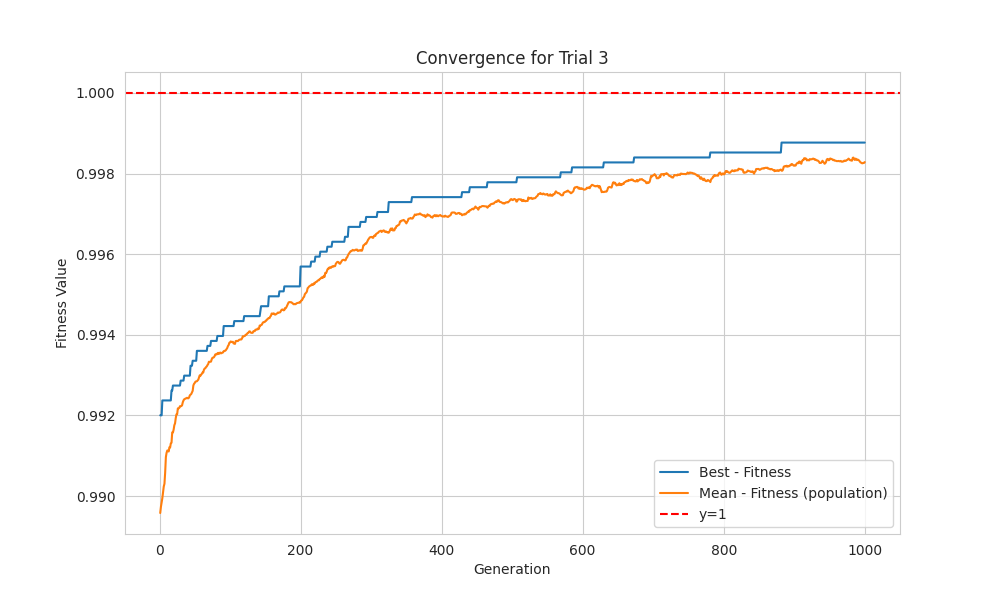 Convergence for Trial 3
1.000
0.998
0.996
0.994
0.992
0.990
Fitness Value
0 200 400 600 800 1000
Generation
Best - Fitness
Mean - Fitness (population)
y=1